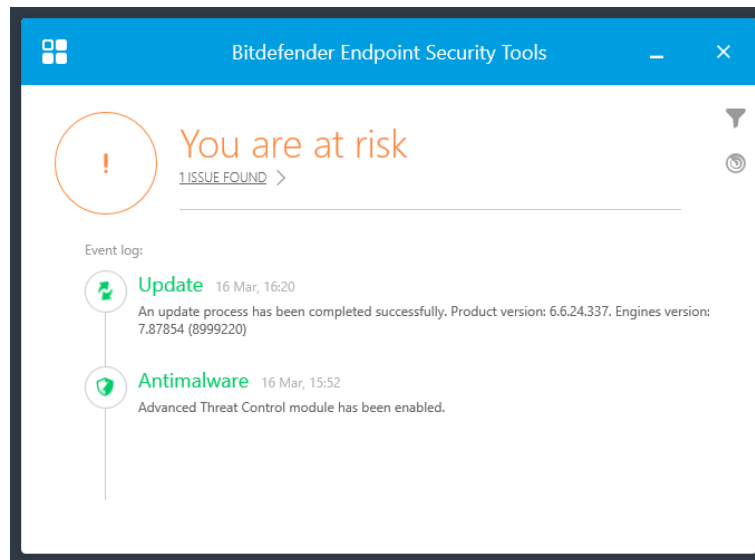 Bitdefender Endpoint Security Tools
You are at risk
1 ISSUE FOUND
Event log:
Update 16 Mar, 16:20
An update process has been completed successfully. Product version: 6.6.24.337. Engines version:
7.87854 (8999220)
Antimalware 16 Mar, 15:52
Advanced Threat Control module has been enabled.